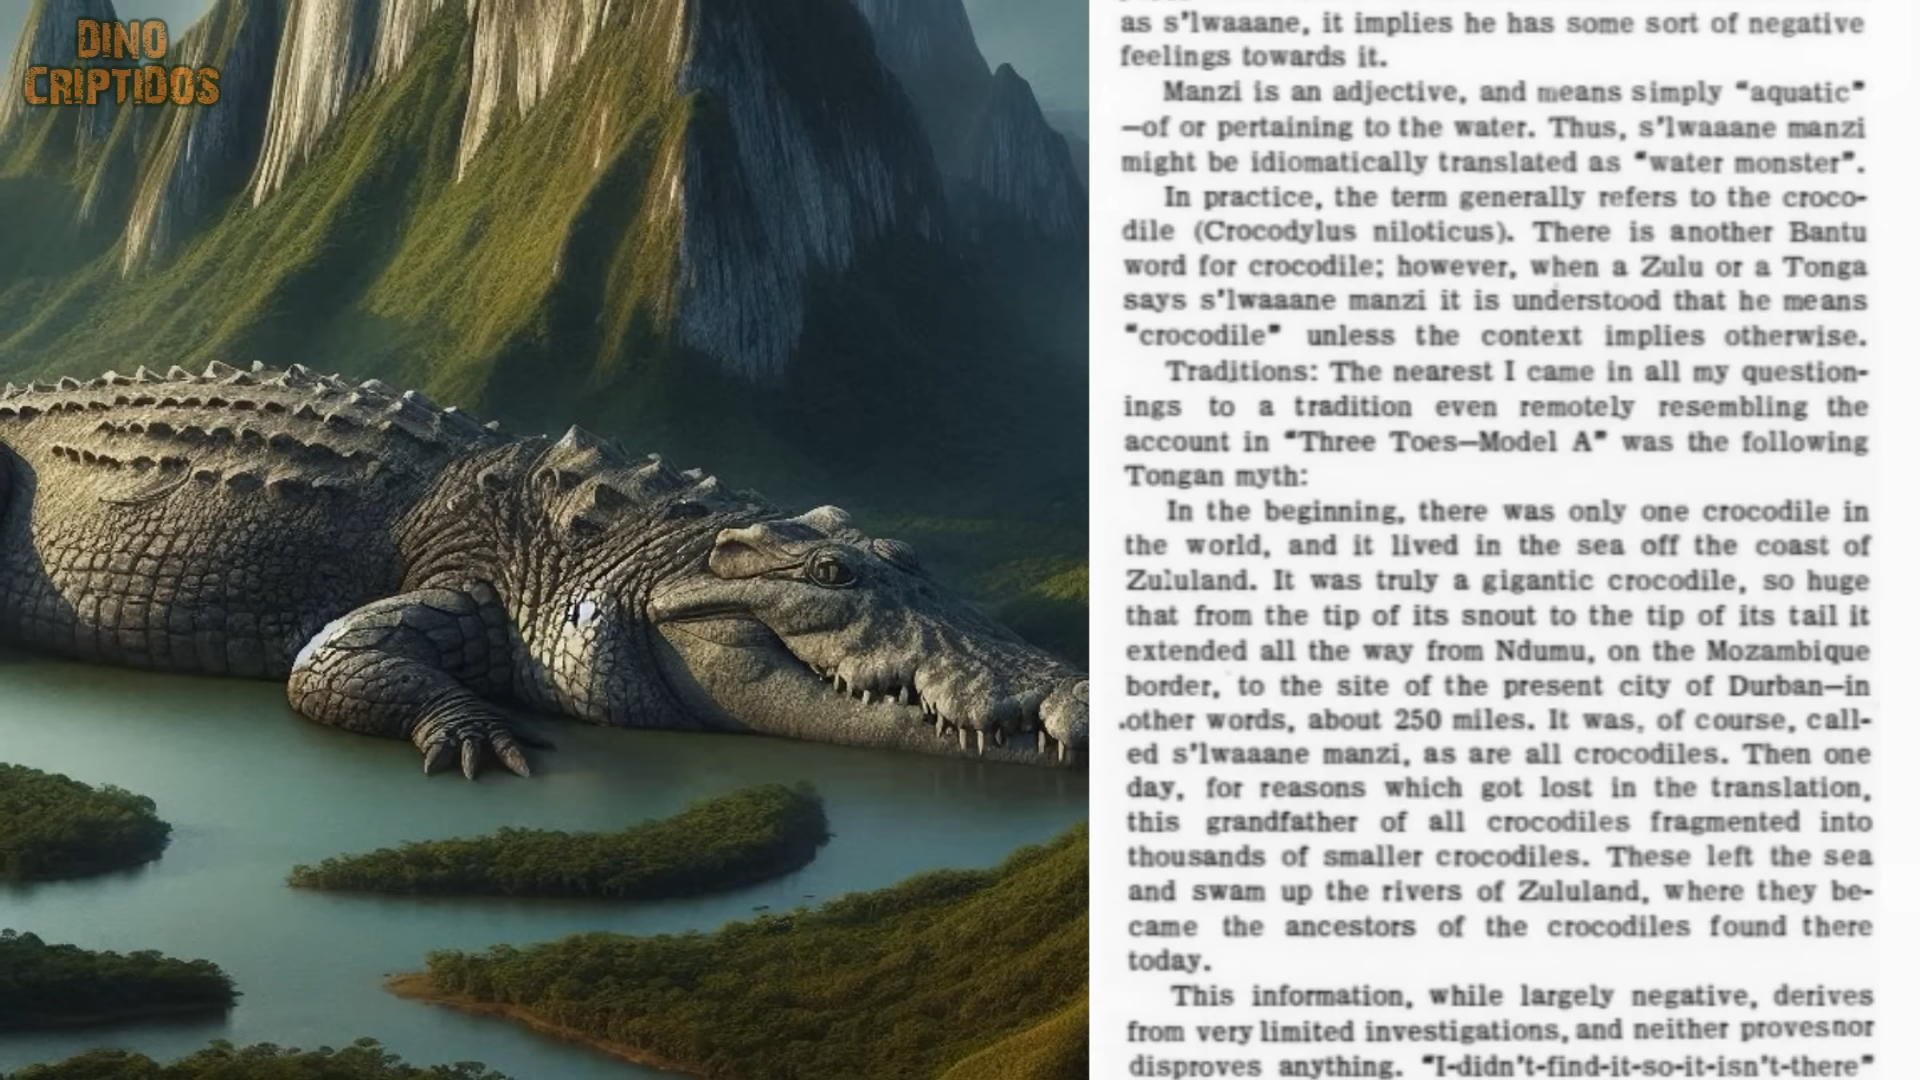 DINO
CRIPTIDOS
as s'lwaaane, it implies he has some sort of negative
feelings towards it.
Manzi is an adjective, and means simply "aquatic"
—of or pertaining to the water. Thus, s'lwaaane manzi
might be idiomatically translated as "water monster".
In practice, the term generally refers to the croco-
dile (Crocodylus niloticus). There is another Bantu
word for crocodile; however, when a Zulu or a Tonga
says s'lwaaane manzi it is understood that he means
"crocodile" unless the context implies otherwise.
Traditions: The nearest I came in all my question-
ings to a tradition even remotely resembling the
account in "Three Toes—Model A" was the following
Tongan myth:
In the beginning, there was only one crocodile in
the world, and it lived in the sea off the coast of
Zululand. It was truly a gigantic crocodile, so huge
that from the tip of its snout to the tip of its tail it
extended all the way from Ndumu, on the Mozambique
border, to the site of the present city of Durban—in
other words, about 250 miles. It was, of course, call-
ed s'lwaaane manzi, as are all crocodiles. Then one
day, for reasons which got lost in the translation,
this grandfather of all crocodiles fragmented into
thousands of smaller crocodiles. These left the sea
and swam up the rivers of Zululand, where they be-
came the ancestors of the crocodiles found there
today.
This information, while largely negative, derives
from very limited investigations, and neither proves nor
disproves anything. "I-didn't-find-it-so-it-isn't-there"